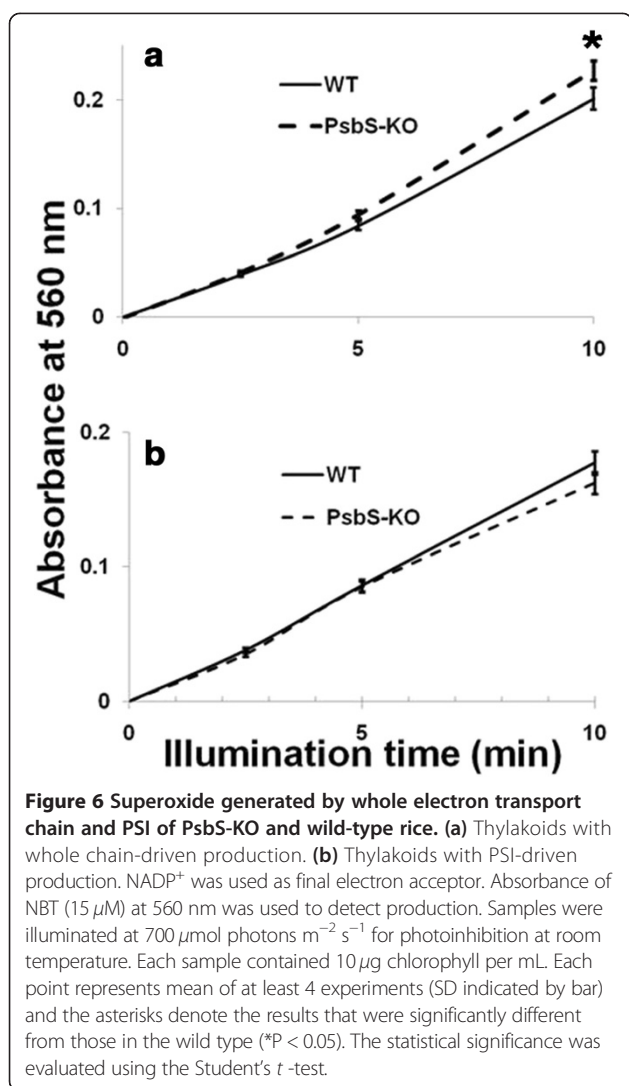 a
*
WT
PsbS-KO
0.2
0.1
0
0 5 10
b
WT
PsbS-KO
0.2
0.1
0
0 5 10
Absorbance at 560 nm
Illumination time (min)
Figure 6 Superoxide generated by whole electron transport
chain and PSI of PsbS-KO and wild-type rice. (a) Thylakoids with
whole chain-driven production. (b) Thylakoids with PSI-driven
production. NADP⁺ was used as final electron acceptor. Absorbance of
NBT (15 μM) at 560 nm was used to detect production. Samples were
illuminated at 700 μmol photons m⁻² s⁻¹ for photoinhibition at room
temperature. Each sample contained 10 μg chlorophyll per mL. Each
point represents mean of at least 4 experiments (SD indicated by bar)
and the asterisks denote the results that were significantly different
from those in the wild type (*P < 0.05). The statistical significance was
evaluated using the Student's t -test.